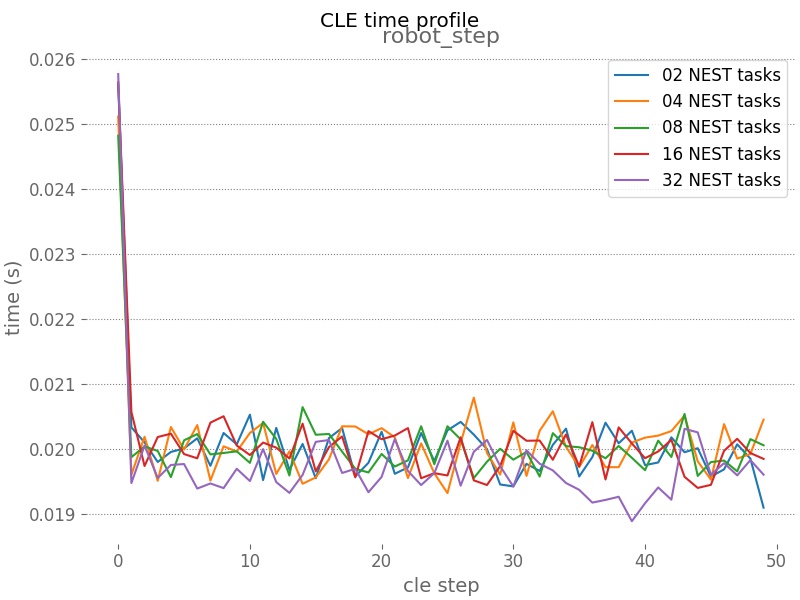 CLE time profile
robot_step
0.026
0.025
0.024
0.023
0.022
0.021
0.020
0.019
time (s)
02 NEST tasks
04 NEST tasks
08 NEST tasks
16 NEST tasks
32 NEST tasks
0 10 20 30 40 50
cle step